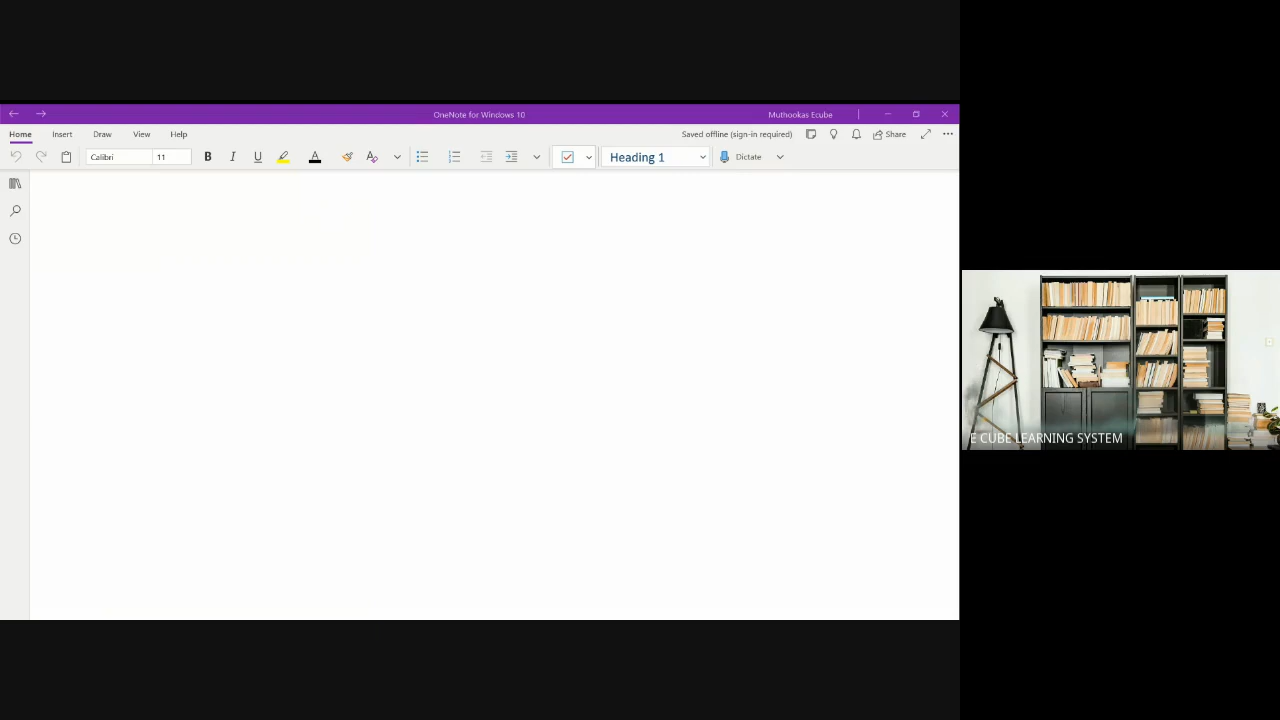 OneNote for Windows 10
Muthookas Ecube
Home Insert Draw View Help
Saved offline (sign-in required)
Share
Calibri 11 B I U A Heading 1 Dictate
E CUBE LEARNING SYSTEM